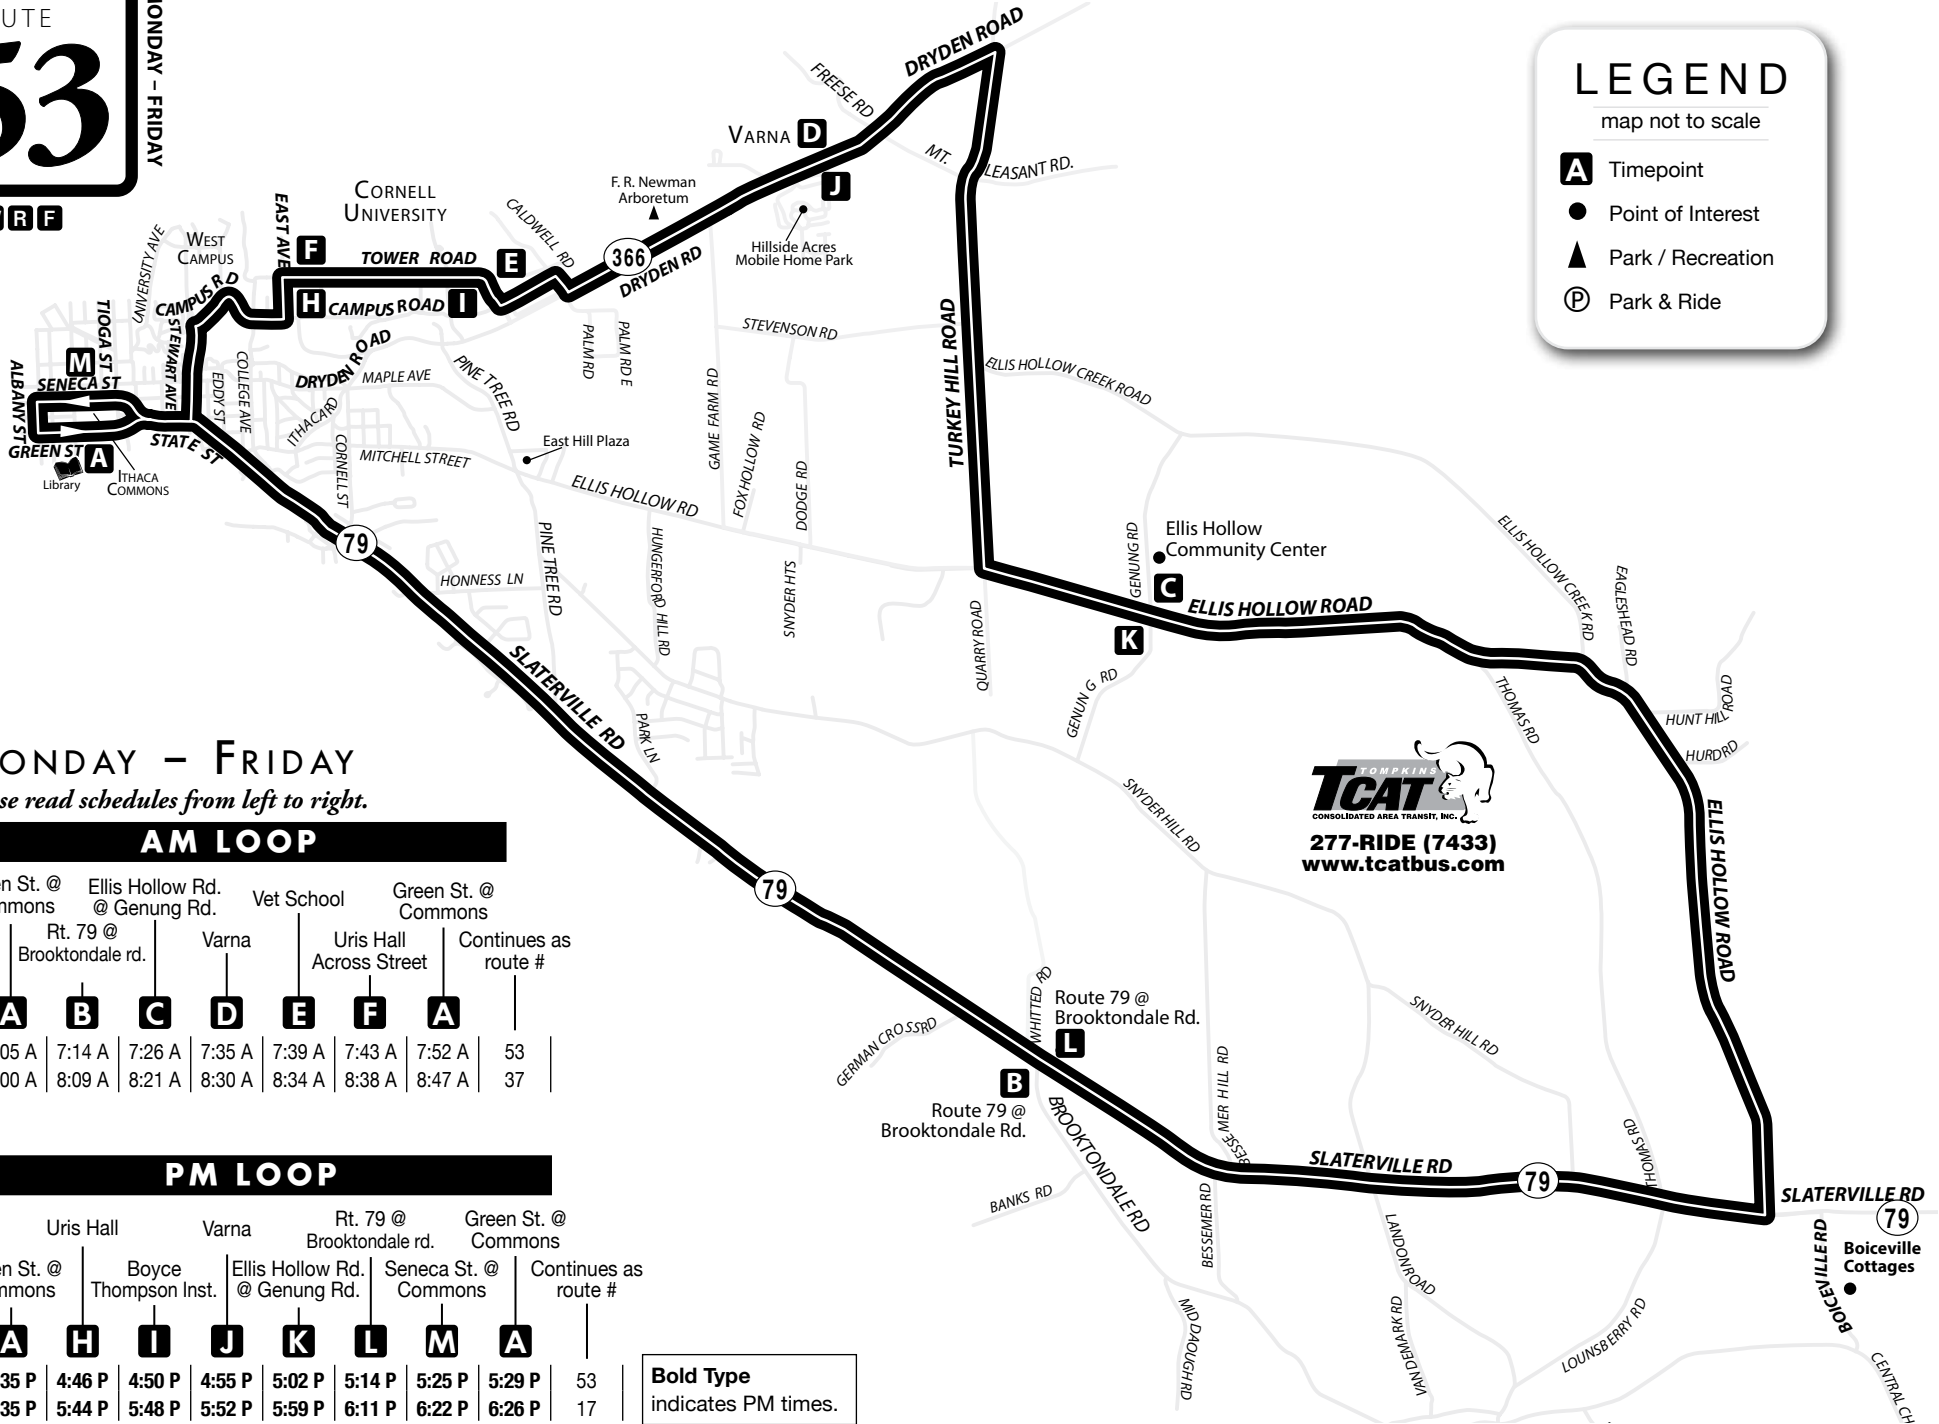 UTE
53
MONDAY – FRIDAY
R F
LEGEND
map not to scale
A Timepoint
Point of Interest
Park / Recreation
P Park & Ride
DRYDEN ROAD
FREESE RD
VARNA D
J
MT.
LEASANT RD.
F. R. Newman
Arboretum
Hillside Acres
Mobile Home Park
CORNELL
UNIVERSITY
EAST AVE
CALDWELL RD
366
DRYDEN RD
WEST
CAMPUS
UNIVERSITY AVE
CAMPUS RD
F
TOWER ROAD
E
H
CAMPUS ROAD
I
TIOGA ST
STEWART AVE
M
SENECA ST
ALBANY ST
GREEN ST
A
STATE ST
Library
ITHACA
COMMONS
EDDY ST
COLLEGE AVE
DRYDEN ROAD
MAPLE AVE
ITHACA RD
CORNELL ST
MITCHELL STREET
PINE TREE RD
PALM RD
PALM RD E
East Hill Plaza
ELLIS HOLLOW RD
GAME FARM RD
STEVENSON RD
FOX HOLLOW RD
DODGE RD
TURKEY HILL ROAD
ELLIS HOLLOW CREEK ROAD
79
HONNESS LN
PINE TREE RD
HUNGERFORD HILL RD
SNYDER HTS
QUARRY ROAD
GENUNG RD
Ellis Hollow
Community Center
C
K
ELLIS HOLLOW ROAD
GENUNG RD
ELLIS HOLLOW CREEK RD
EAGLESHEAD RD
THOMAS RD
HUNT HILL ROAD
HURD RD
ELLIS HOLLOW ROAD
SLATERVILLE RD
PARK LN
SNYDER HILL RD
TOMPKINS
TCAT
CONSOLIDATED AREA TRANSIT, INC.
277-RIDE (7433)
www.tcatbus.com
79
WHITTED RD
GERMAN CROSS RD
Route 79 @
Brooktondale Rd.
L
B
Route 79 @
Brooktondale Rd.
BROOKTONDALE RD
BANKS RD
BESSEMER HILL RD
BESSEMER RD
SNYDER HILL RD
THOMAS RD
SLATERVILLE RD
79
SLATERVILLE RD
79
BOICEVILLE RD
Boiceville
Cottages
LANDON ROAD
VANDEMARK RD
LOUNSBERRY RD
MIDDAOUGH RD
CENTRAL CH
ONDAY – FRIDAY
se read schedules from left to right.
AM LOOP
en St. @
mmons
Rt. 79 @
Brooktondale rd.
Ellis Hollow Rd.
@ Genung Rd.
Varna
Vet School
Uris Hall
Across Street
Green St. @
Commons
Continues as
route #
A B C D E F A
05 A 7:14 A 7:26 A 7:35 A 7:39 A 7:43 A 7:52 A 53
00 A 8:09 A 8:21 A 8:30 A 8:34 A 8:38 A 8:47 A 37
PM LOOP
en St. @
mmons
Uris Hall
Boyce
Thompson Inst.
Varna
Ellis Hollow Rd.
@ Genung Rd.
Rt. 79 @
Brooktondale rd.
Seneca St. @
Commons
Green St. @
Commons
Continues as
route #
A H I J K L M A
35 P 4:46 P 4:50 P 4:55 P 5:02 P 5:14 P 5:25 P 5:29 P 53
35 P 5:44 P 5:48 P 5:52 P 5:59 P 6:11 P 6:22 P 6:26 P 17
Bold Type
indicates PM times.